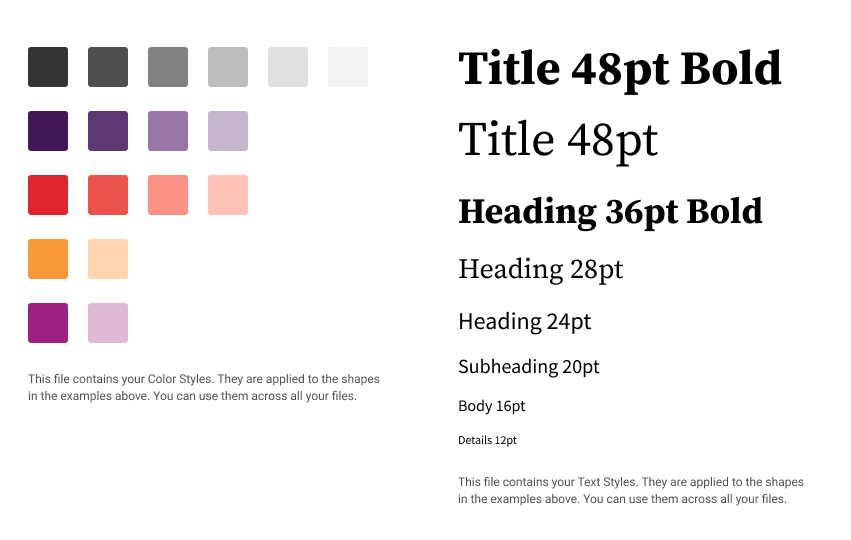 This file contains your Color Styles. They are applied to the shapes
in the examples above. You can use them across all your files.
Title 48pt Bold
Title 48pt
Heading 36pt Bold
Heading 28pt
Heading 24pt
Subheading 20pt
Body 16pt
Details 12pt
This file contains your Text Styles. They are applied to the shapes
in the examples above. You can use them across all your files.